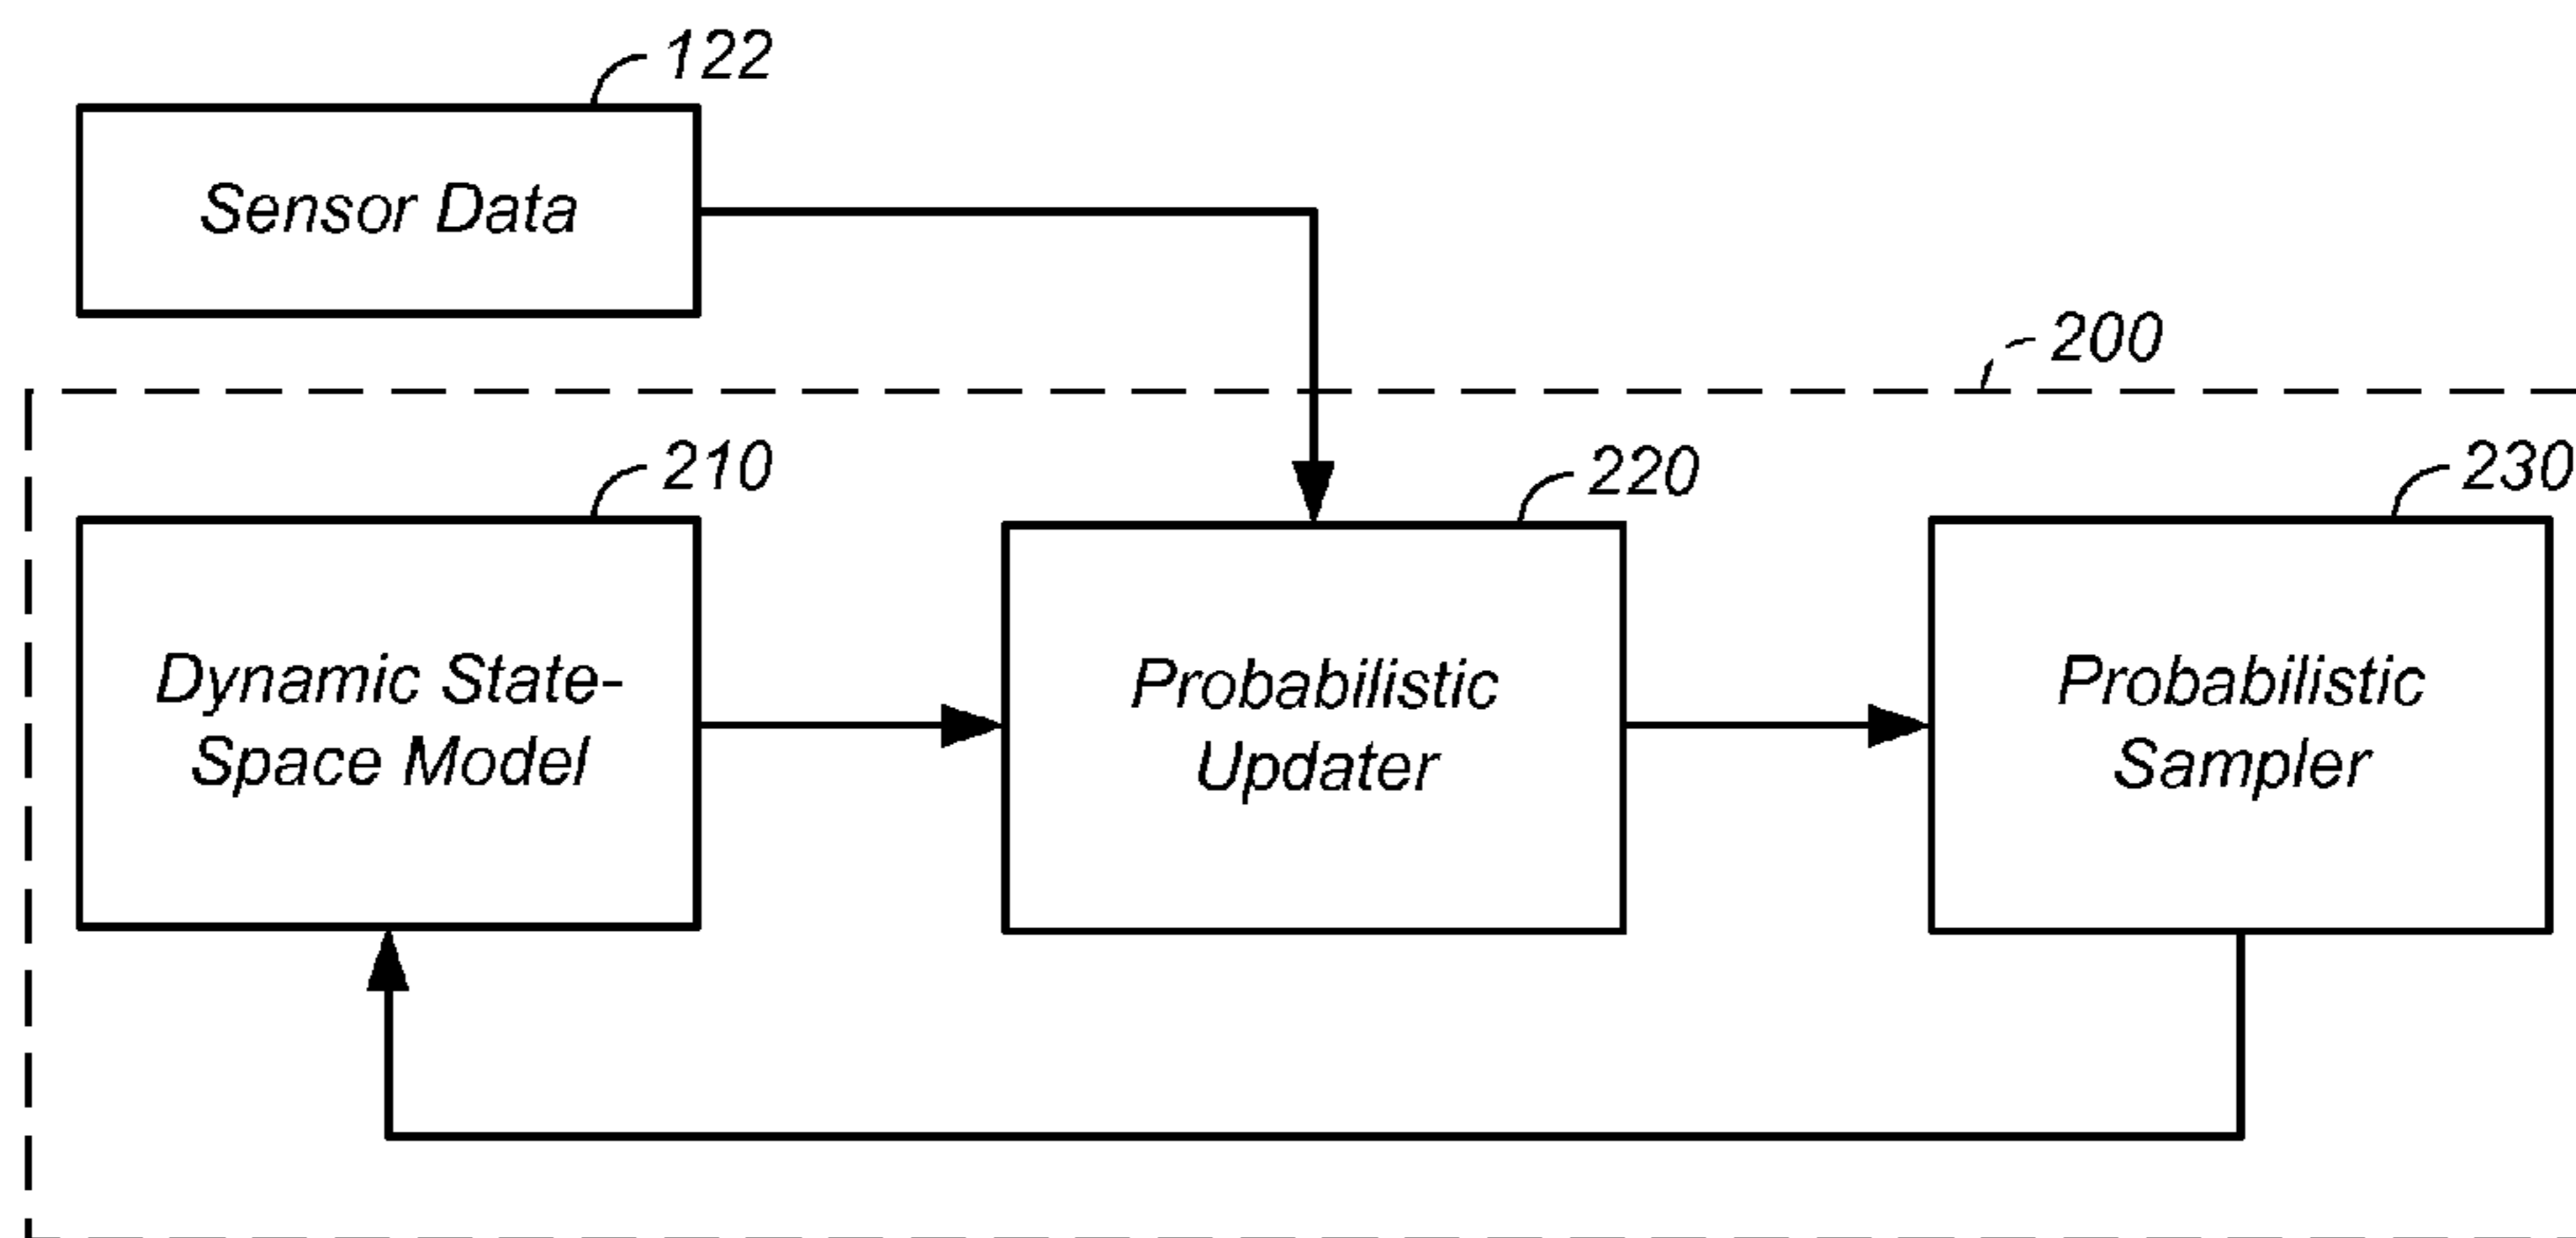 122
Sensor Data
200
210
220
230
Dynamic State-
Space Model
Probabilistic
Updater
Probabilistic
Sampler